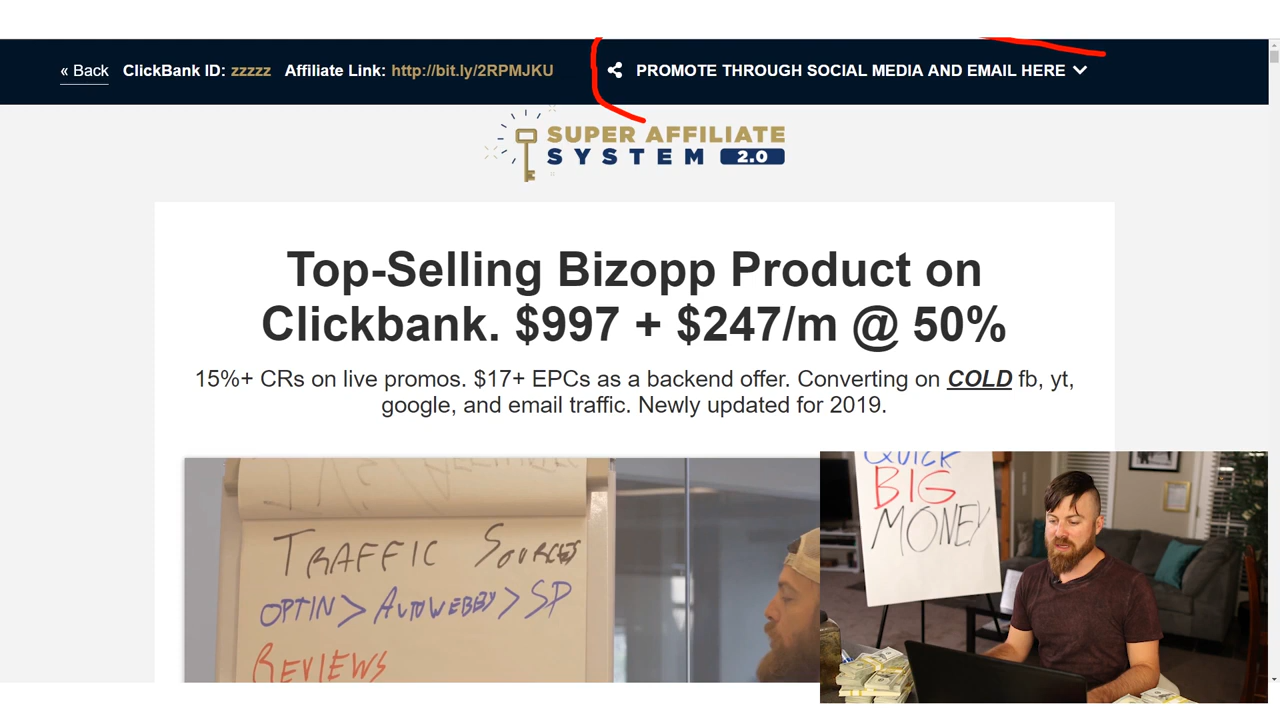 « Back ClickBank ID: zzzzz Affiliate Link: http://bit.ly/2RPMJKU PROMOTE THROUGH SOCIAL MEDIA AND EMAIL HERE
SUPER AFFILIATE
SYSTEM 2.0
Top-Selling Bizopp Product on
Clickbank. $997 + $247/m @ 50%
15%+ CRs on live promos. $17+ EPCs as a backend offer. Converting on COLD fb, yt,
google, and email traffic. Newly updated for 2019.
TRAFFIC SOURCES
OPTIN > AUTOWEBBY > SP
REVIEWS
QUICK
BIG
MONEY